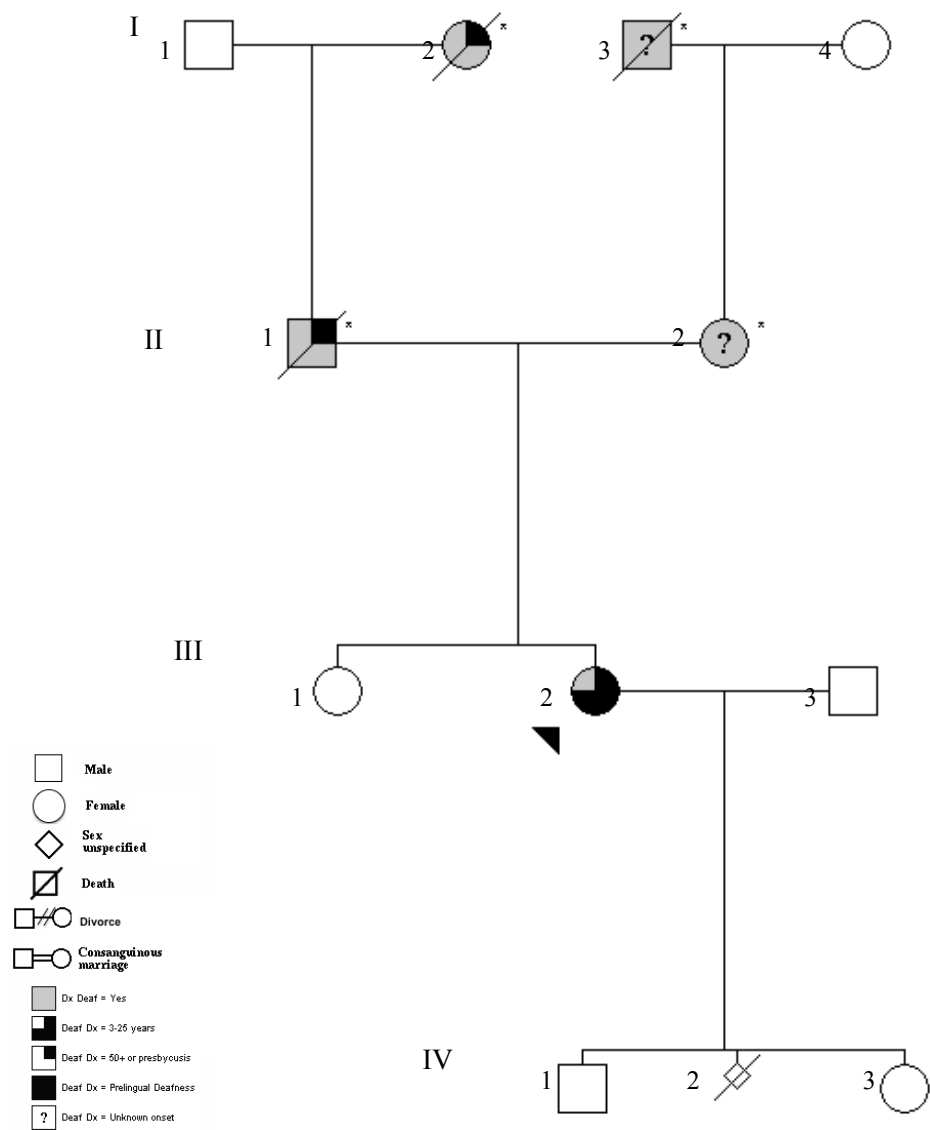 I
1
2
*
3
?
*
4
II
1
*
2
?
*
III
1
2
3
Male
Female
Sex
unspecified
Death
Divorce
Consanguinous
marriage
Dx Deaf = Yes
Deaf Dx = 3-25 years
Deaf Dx = 50+ or presbycusis
Deaf Dx = Prelingual Deafness
?
Deaf Dx = Unknown onset
IV
1
2
3